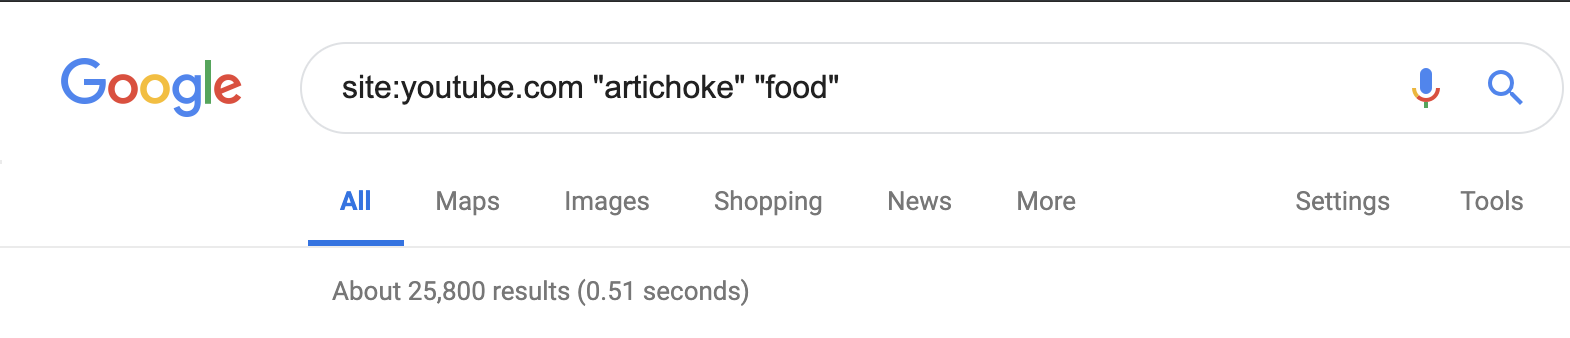 Google site:youtube.com "artichoke" "food"
All Maps Images Shopping News More Settings Tools
About 25,800 results (0.51 seconds)